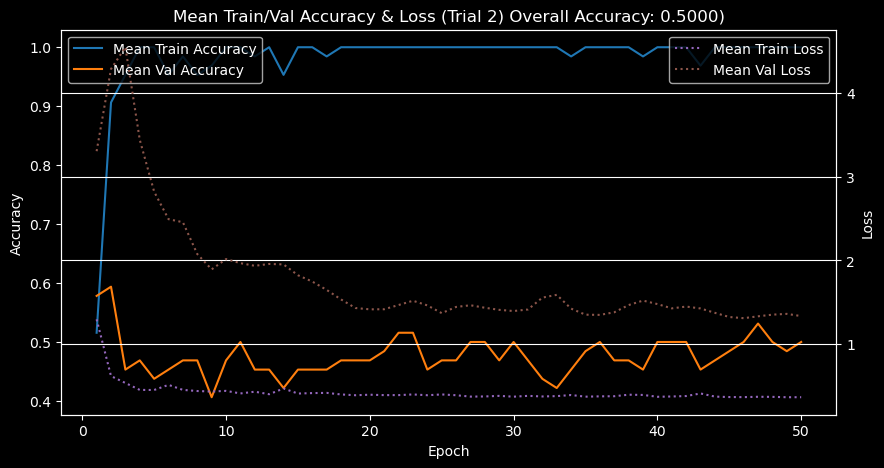 Mean Train/Val Accuracy & Loss (Trial 2) Overall Accuracy: 0.5000)
Mean Train Accuracy
Mean Val Accuracy
Mean Train Loss
Mean Val Loss
1.0
0.9
0.8
0.7
0.6
0.5
0.4
Accuracy
4
3
2
1
Loss
0
10
20
30
40
50
Epoch